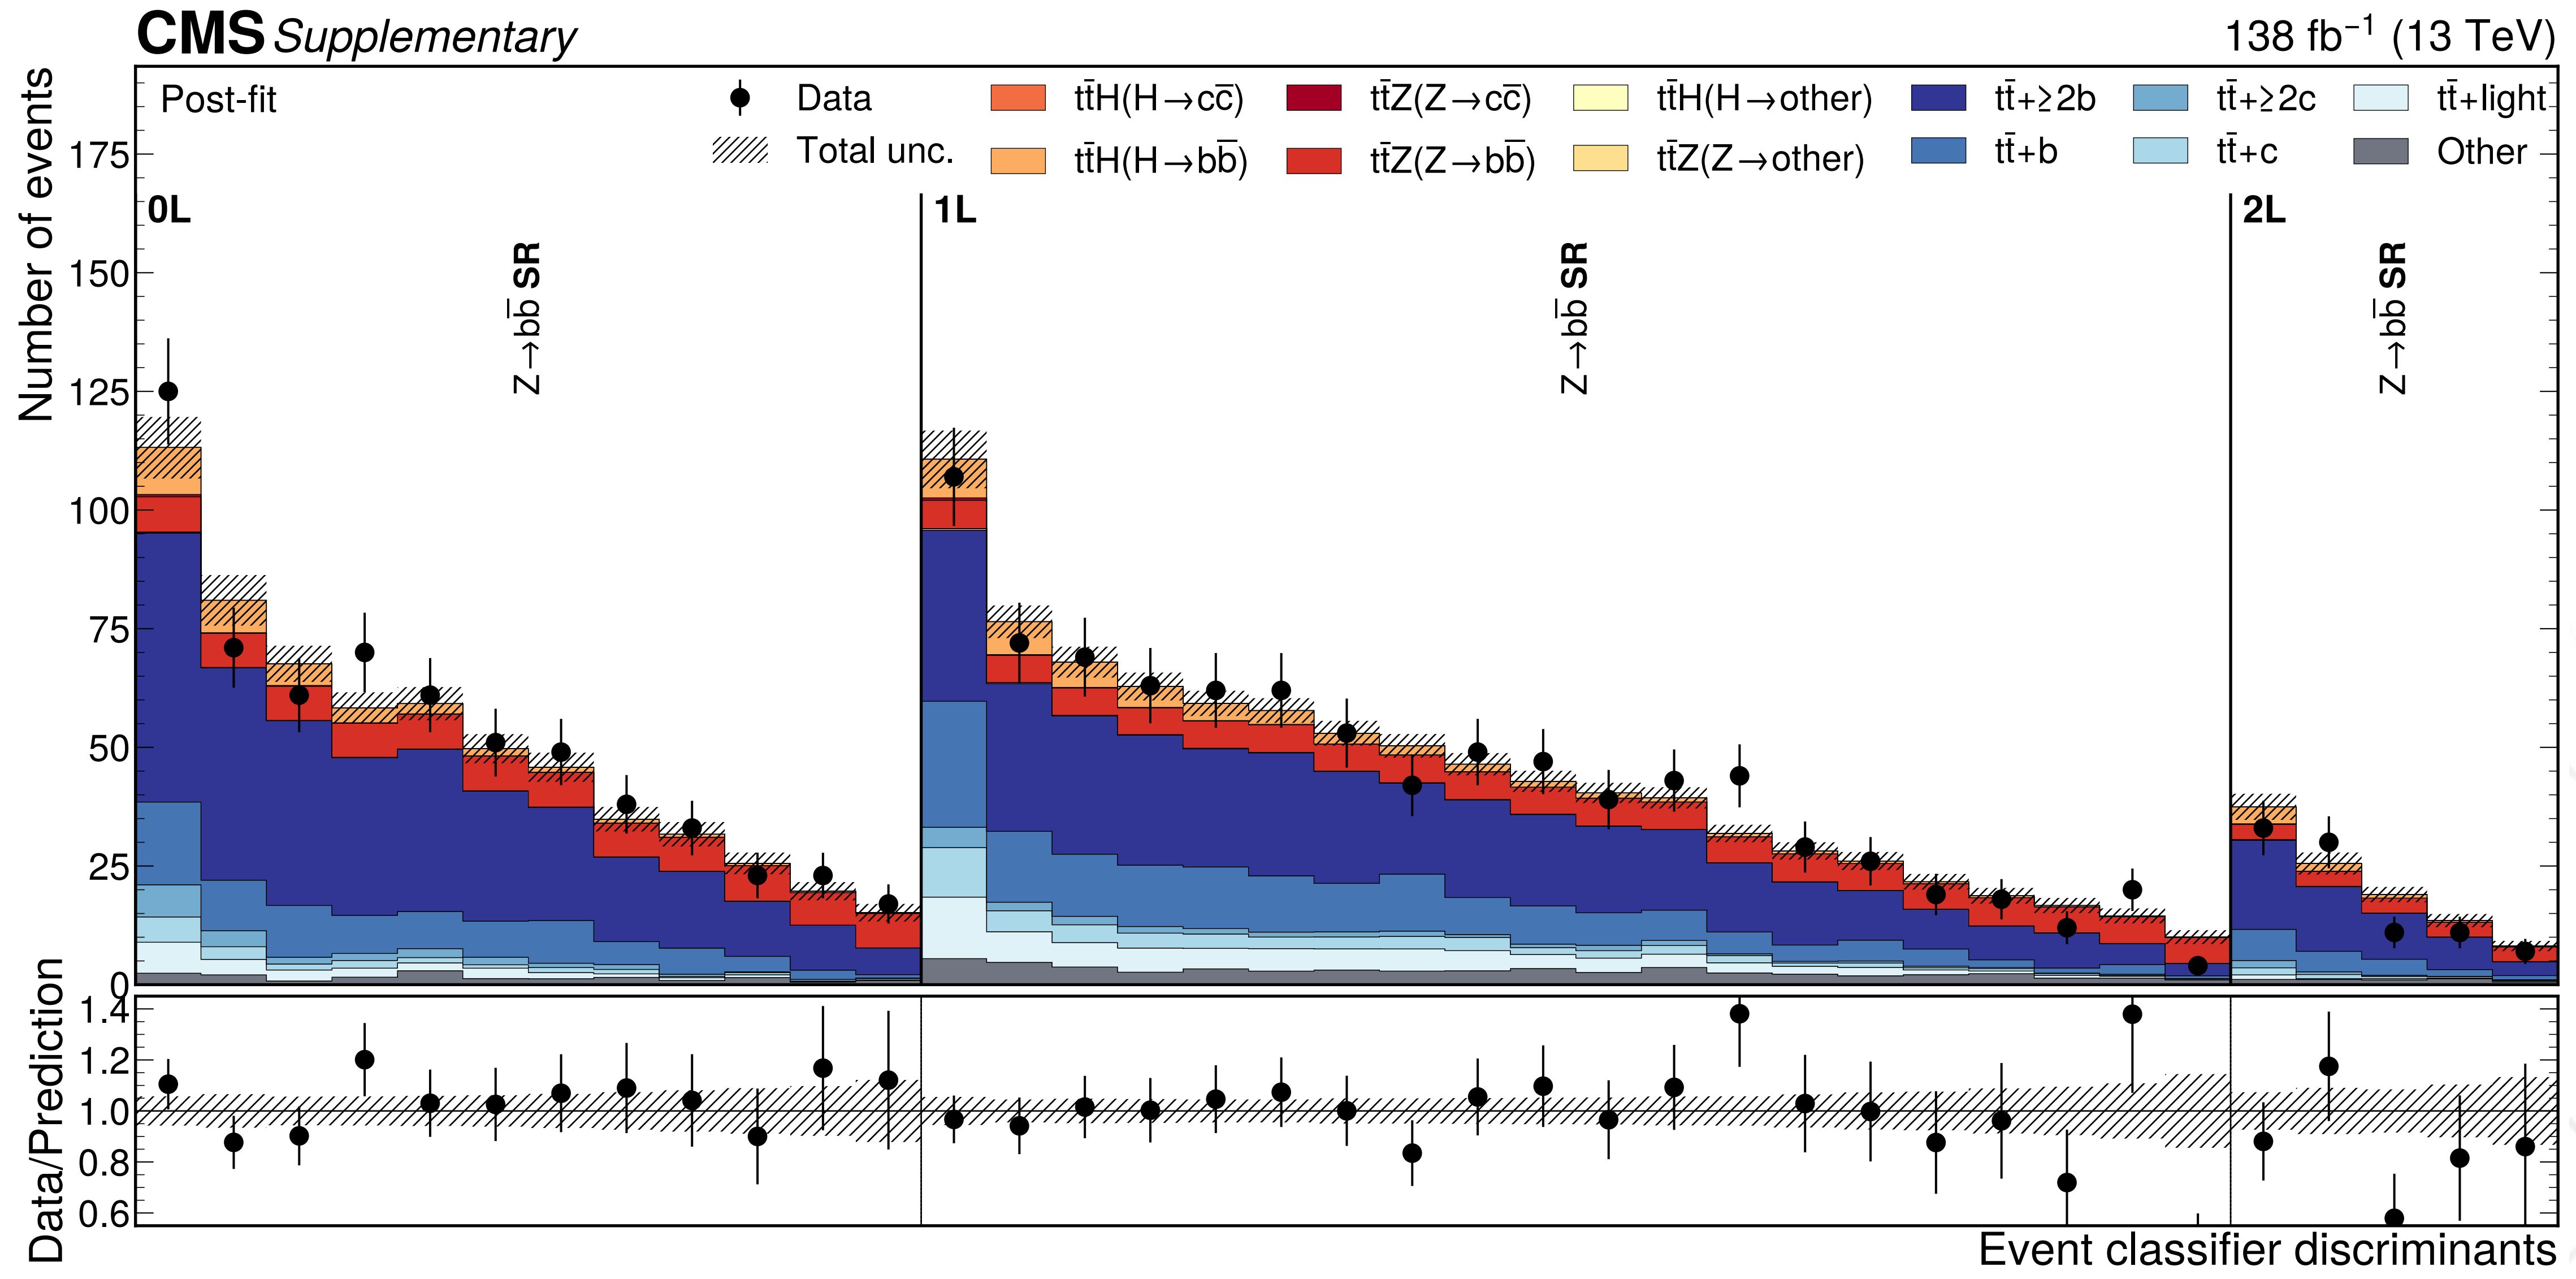 CMS Supplementary
138 fb⁻¹ (13 TeV)
Post-fit
Data
Total unc.
tt̄H(H→cc̄)
tt̄H(H→bb̄)
tt̄Z(Z→cc̄)
tt̄Z(Z→bb̄)
tt̄H(H→other)
tt̄Z(Z→other)
tt̄+≥2b
tt̄+b
tt̄+≥2c
tt̄+c
tt̄+light
Other
Number of events
175
150
125
100
75
50
25
0
0L
Z→bb̄ SR
1L
Z→bb̄ SR
2L
Z→bb̄ SR
Data/Prediction
1.4
1.2
1.0
0.8
0.6
Event classifier discriminants